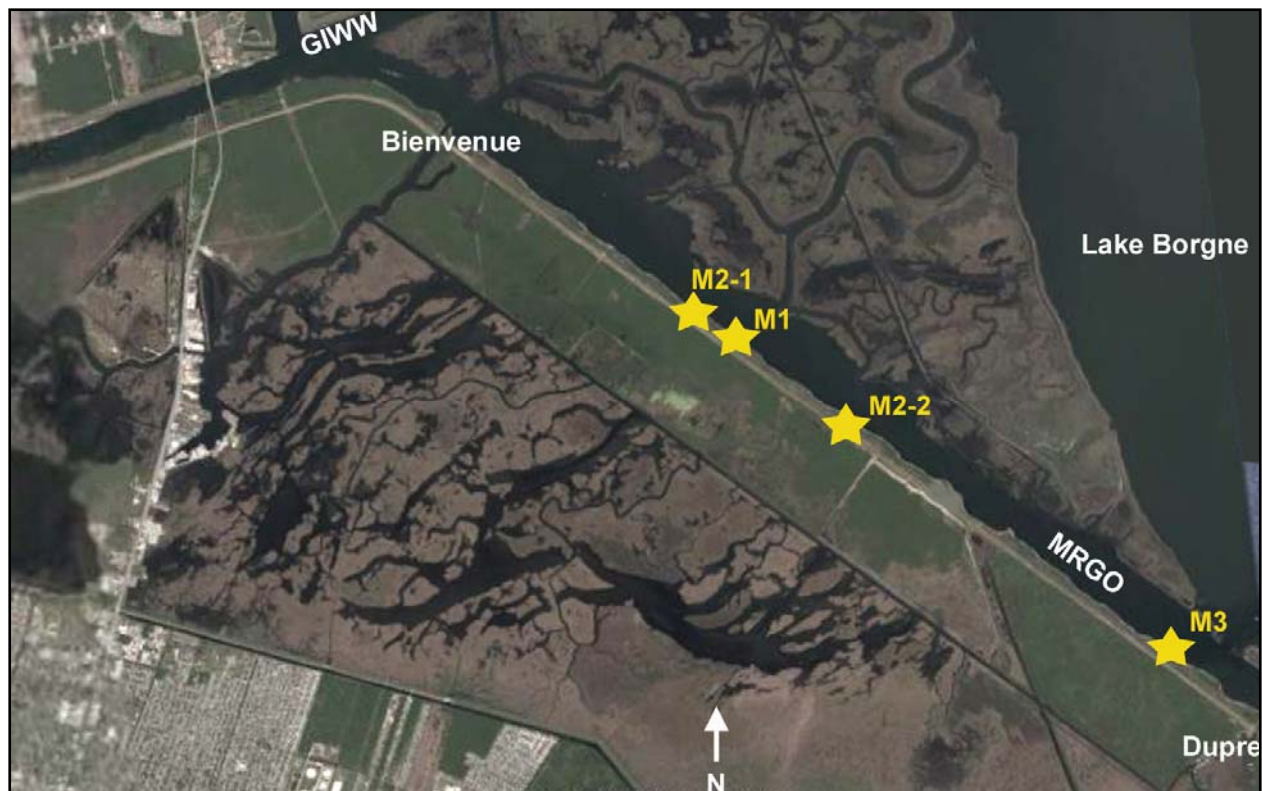 GIWW
Bienvenue
Lake Borgne
M2-1
M1
M2-2
MRGO
M3
Dupre
N